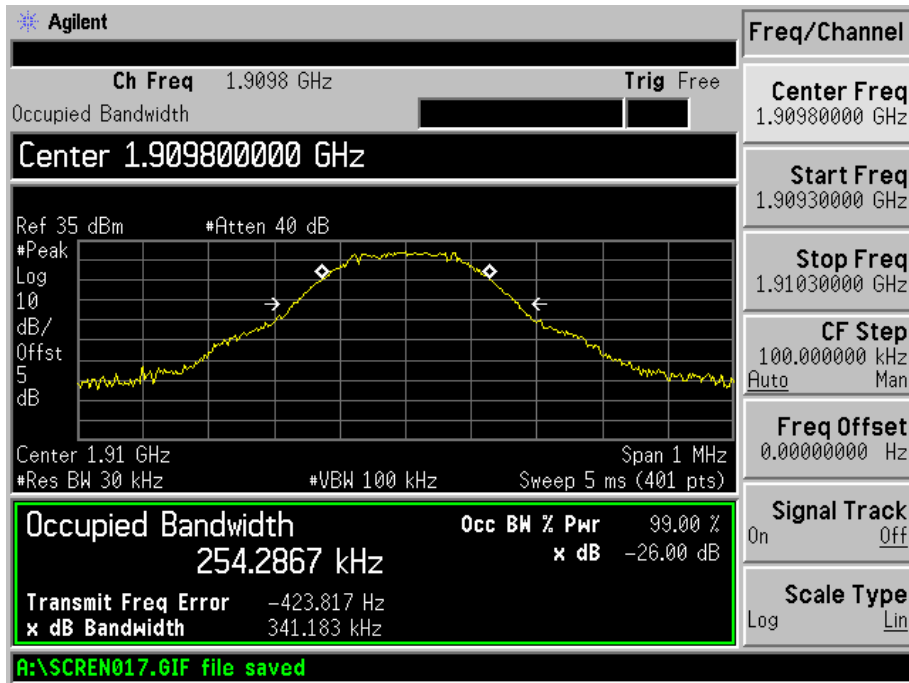 Agilent
Freq/Channel
Ch Freq 1.9098 GHz Trig Free
Occupied Bandwidth
Center 1.909800000 GHz
Ref 35 dBm #Atten 40 dB
#Peak
Log
10
dB/
Offst
5
dB
Center 1.91 GHz Span 1 MHz
#Res BW 30 kHz #VBW 100 kHz Sweep 5 ms (401 pts)
Occupied Bandwidth
254.2867 kHz
Occ BW % Pwr 99.00 %
x dB -26.00 dB
Transmit Freq Error -423.817 Hz
x dB Bandwidth 341.183 kHz
A:\SCREN017.GIF file saved
Center Freq
1.90980000 GHz
Start Freq
1.90930000 GHz
Stop Freq
1.91030000 GHz
CF Step
100.000000 kHz
Auto Man
Freq Offset
0.00000000 Hz
Signal Track
On Off
Scale Type
Log Lin